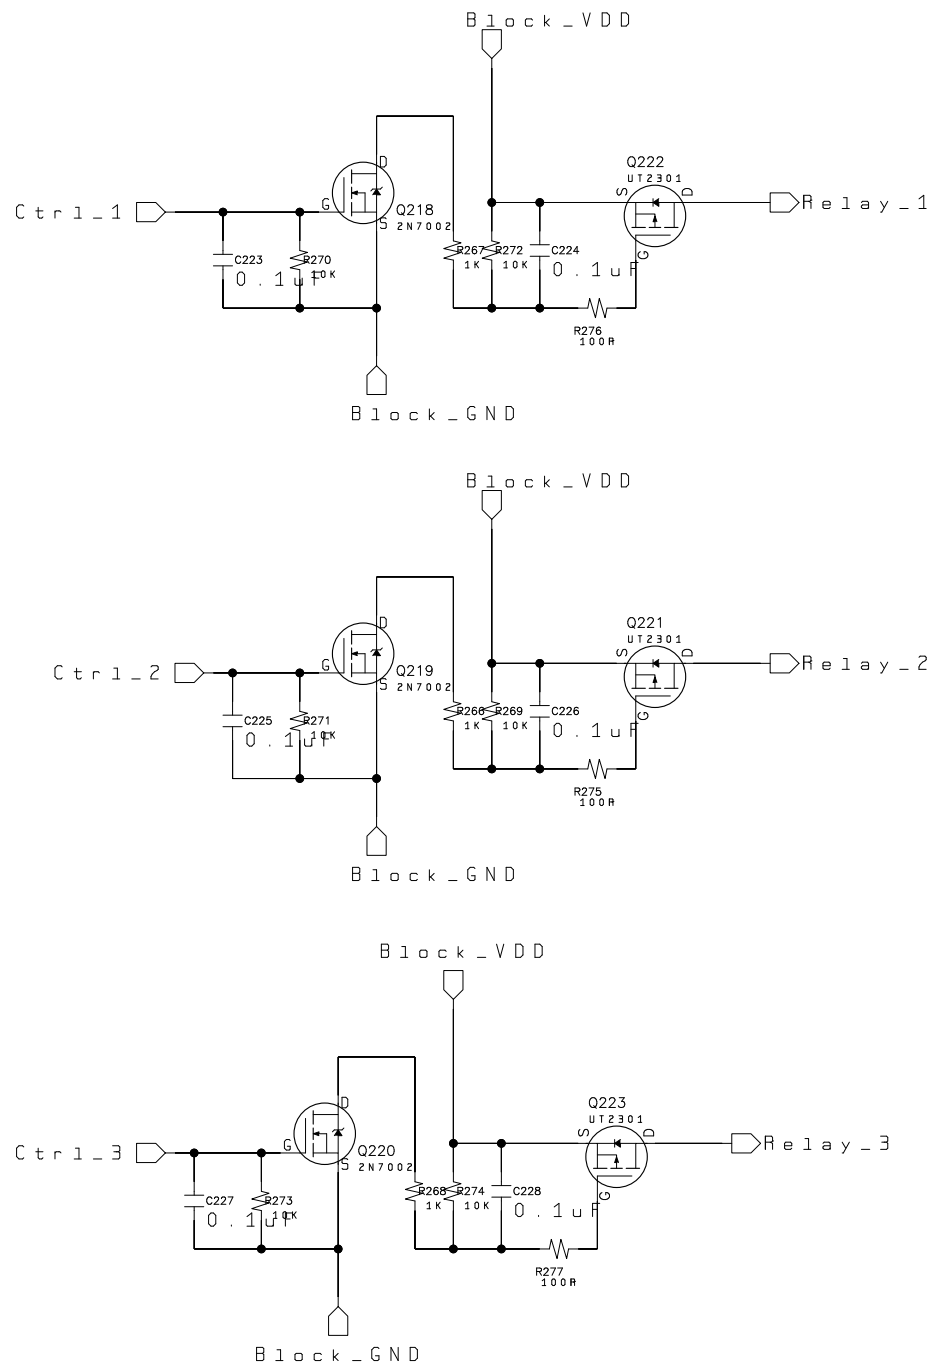 Block_VDD
Q222
UT2301
S
D
G
Ctrl_1
G
D
S
Q218
2N7002
Relay_1
C223
0.1uF
R270
10K
R267
1K
R272
10K
C224
0.1uF
R276
100R
Block_GND
Block_VDD
Q221
UT2301
S
D
G
Ctrl_2
G
D
S
Q219
2N7002
Relay_2
C225
0.1uF
R271
10K
R266
1K
R269
10K
C226
0.1uF
R275
100R
Block_GND
Block_VDD
Q223
UT2301
S
D
G
Ctrl_3
G
D
S
Q220
2N7002
Relay_3
C227
0.1uF
R273
10K
R268
1K
R274
10K
C228
0.1uF
R277
100R
Block_GND